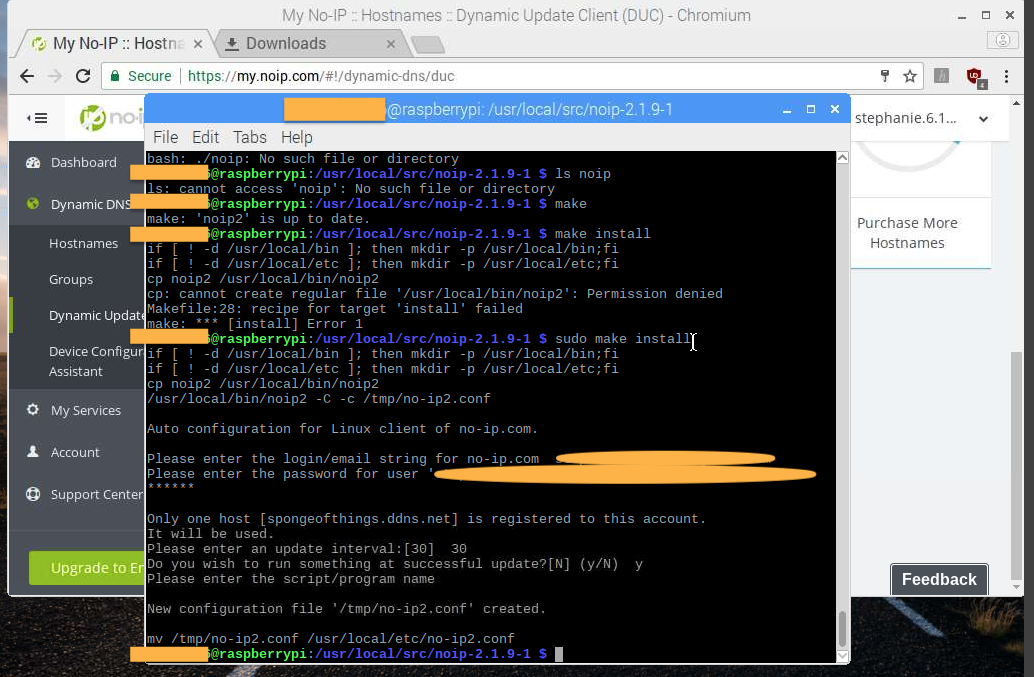 My No-IP :: Hostnames :: Dynamic Update Client (DUC) - Chromium
My No-IP :: Hostna
Downloads
Secure
https://my.noip.com/#!/dynamic-dns/duc
no-i
stephanie.6.1...
@raspberrypi: /usr/local/src/noip-2.1.9-1
File Edit Tabs Help
Dashboard
Dynamic DNS
Hostnames
Groups
Dynamic Update
Device Configur
Assistant
My Services
Account
Support Center
Upgrade to E
bash: ./noip: No such file or directory
@raspberrypi:/usr/local/src/noip-2.1.9-1 $ ls noip
ls: cannot access 'noip': No such file or directory
@raspberrypi:/usr/local/src/noip-2.1.9-1 $ make
make: 'noip2' is up to date.
@raspberrypi:/usr/local/src/noip-2.1.9-1 $ make install
if [ ! -d /usr/local/bin ]; then mkdir -p /usr/local/bin;fi
if [ ! -d /usr/local/etc ]; then mkdir -p /usr/local/etc;fi
cp noip2 /usr/local/bin/noip2
cp: cannot create regular file '/usr/local/bin/noip2': Permission denied
Makefile:28: recipe for target 'install' failed
make: *** [install] Error 1
@raspberrypi:/usr/local/src/noip-2.1.9-1 $ sudo make install
if [ ! -d /usr/local/bin ]; then mkdir -p /usr/local/bin;fi
if [ ! -d /usr/local/etc ]; then mkdir -p /usr/local/etc;fi
cp noip2 /usr/local/bin/noip2
/usr/local/bin/noip2 -C -c /tmp/no-ip2.conf
Auto configuration for Linux client of no-ip.com.
Please enter the login/email string for no-ip.com
Please enter the password for user '
******
Only one host [spongeofthings.ddns.net] is registered to this account.
It will be used.
Please enter an update interval:[30] 30
Do you wish to run something at successful update?[N] (y/N) y
Please enter the script/program name
New configuration file '/tmp/no-ip2.conf' created.
mv /tmp/no-ip2.conf /usr/local/etc/no-ip2.conf
@raspberrypi:/usr/local/src/noip-2.1.9-1 $
Purchase More
Hostnames
Feedback